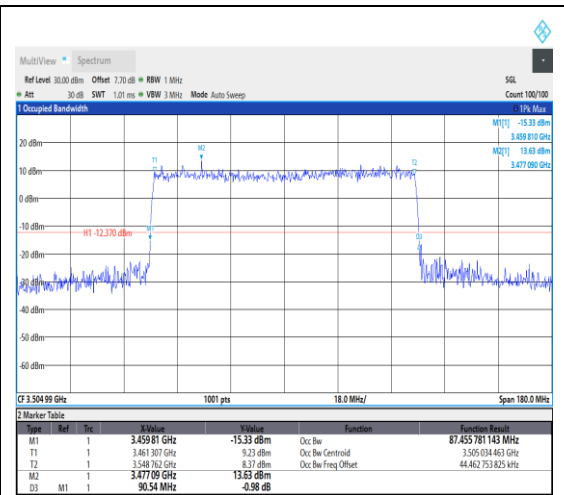 MultiView Spectrum
Ref Level 30.00 dBm Offset 7.70 dB RBW 1 MHz SGL
Att 30 dB SWT 1.01 ms VBW 3 MHz Mode Auto Sweep Count 100/100
1 Occupied Bandwidth 1Pk Max
M1[1] -15.33 dBm
3.459 810 GHz
M2[1] 13.63 dBm
3.477 090 GHz
20 dBm
M2
T1 T2
10 dBm
0 dBm
-10 dBm
H1 -12.370 dBm M1
D3
-20 dBm
-30 dBm
-40 dBm
-50 dBm
-60 dBm
CF 3.504 99 GHz 1001 pts 18.0 MHz/ Span 180.0 MHz
2 Marker Table
Type Ref Trc X-Value Y-Value Function Function Result
M1 1 3.459 81 GHz -15.33 dBm Occ Bw 87.455 781 143 MHz
T1 1 3.461 307 GHz 9.23 dBm Occ Bw Centroid 3.505 034 463 GHz
T2 1 3.548 762 GHz 8.37 dBm Occ Bw Freq Offset 44.462 753 825 kHz
M2 1 3.477 09 GHz 13.63 dBm
D3 M1 1 90.54 MHz -0.98 dB